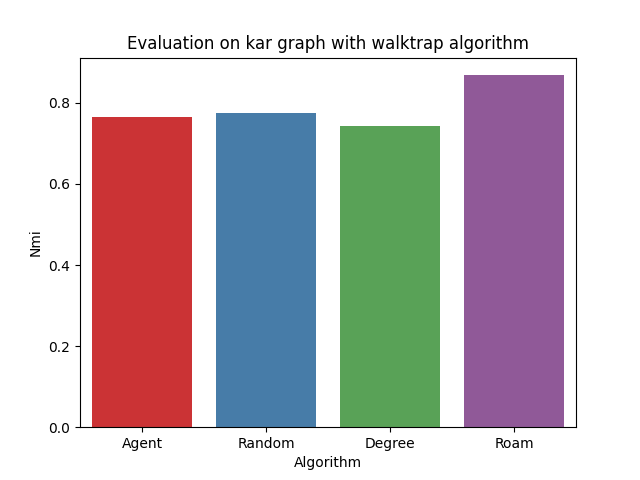 Evaluation on kar graph with walktrap algorithm
0.8
0.6
0.4
0.2
0.0
Nmi
Agent Random Degree Roam
Algorithm